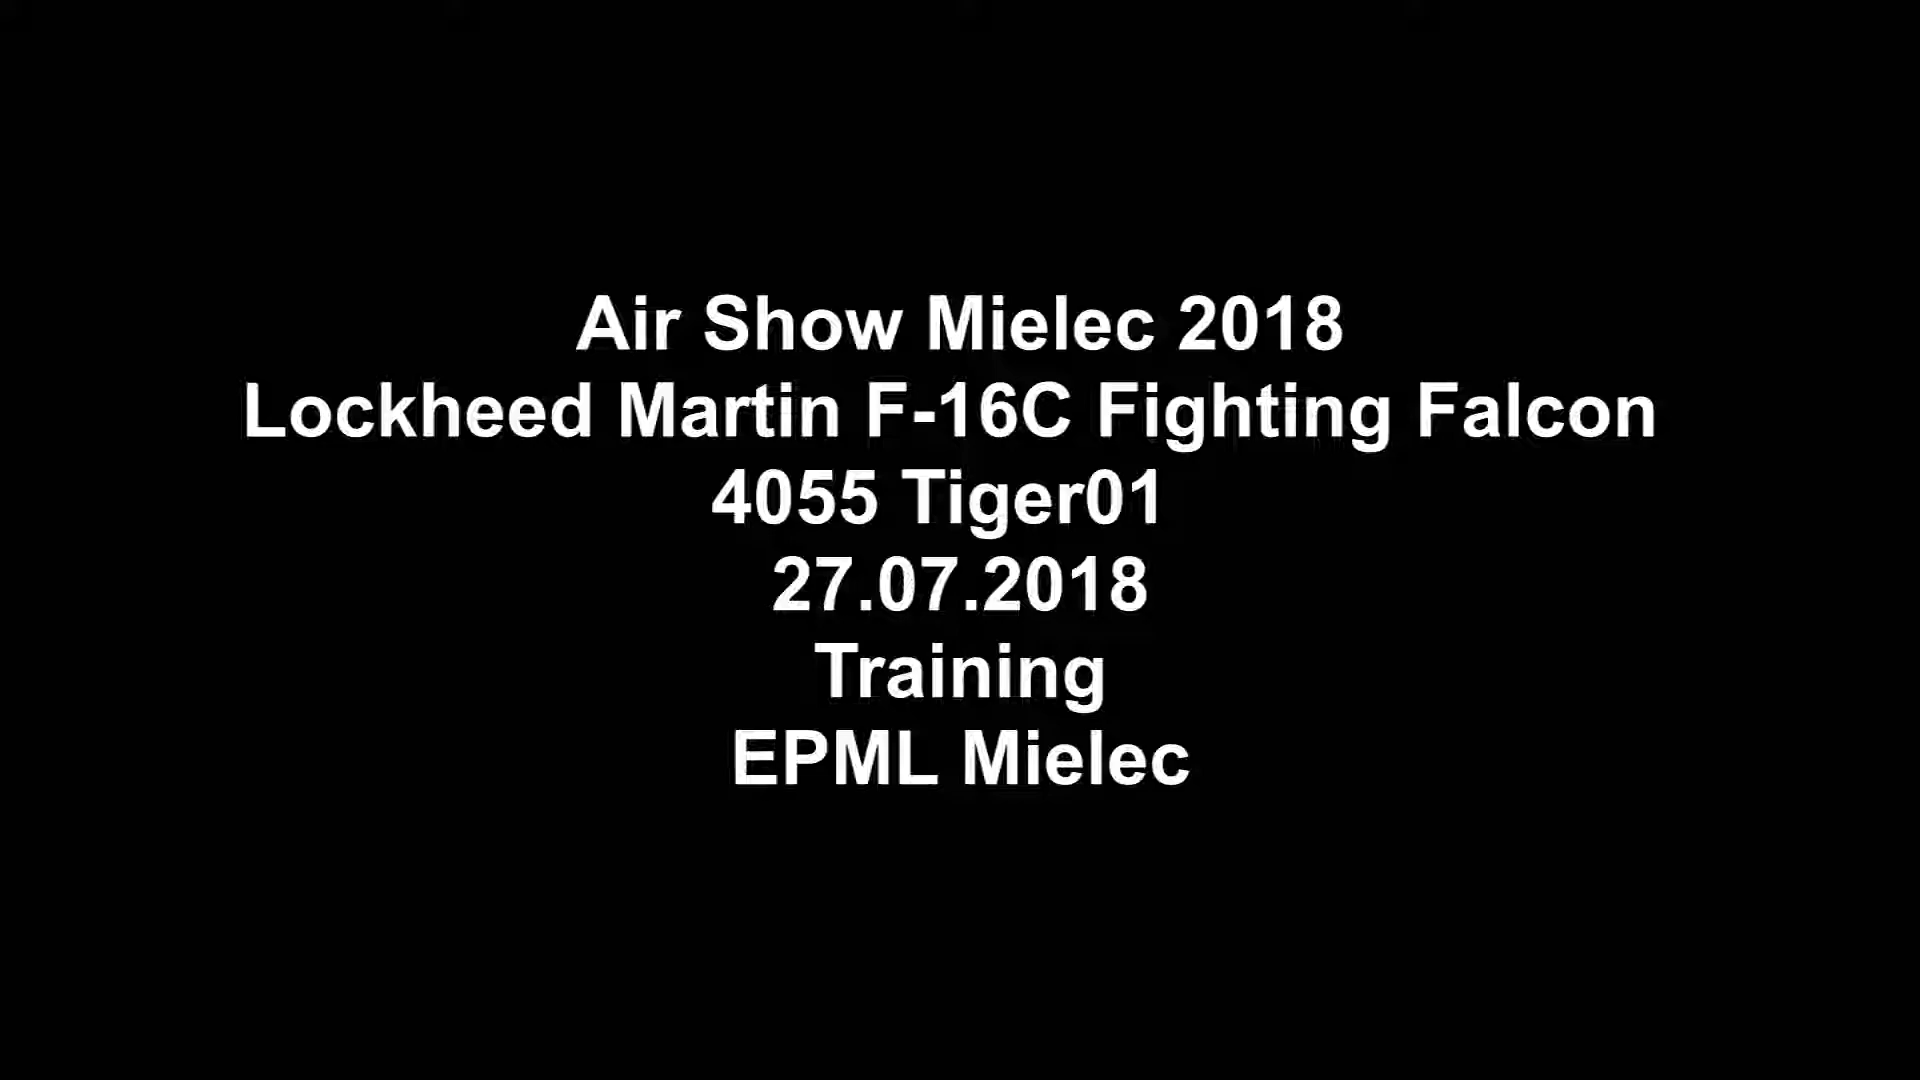 Air Show Mielec 2018
Lockheed Martin F-16C Fighting Falcon
4055 Tiger01
27.07.2018
Training
EPML Mielec